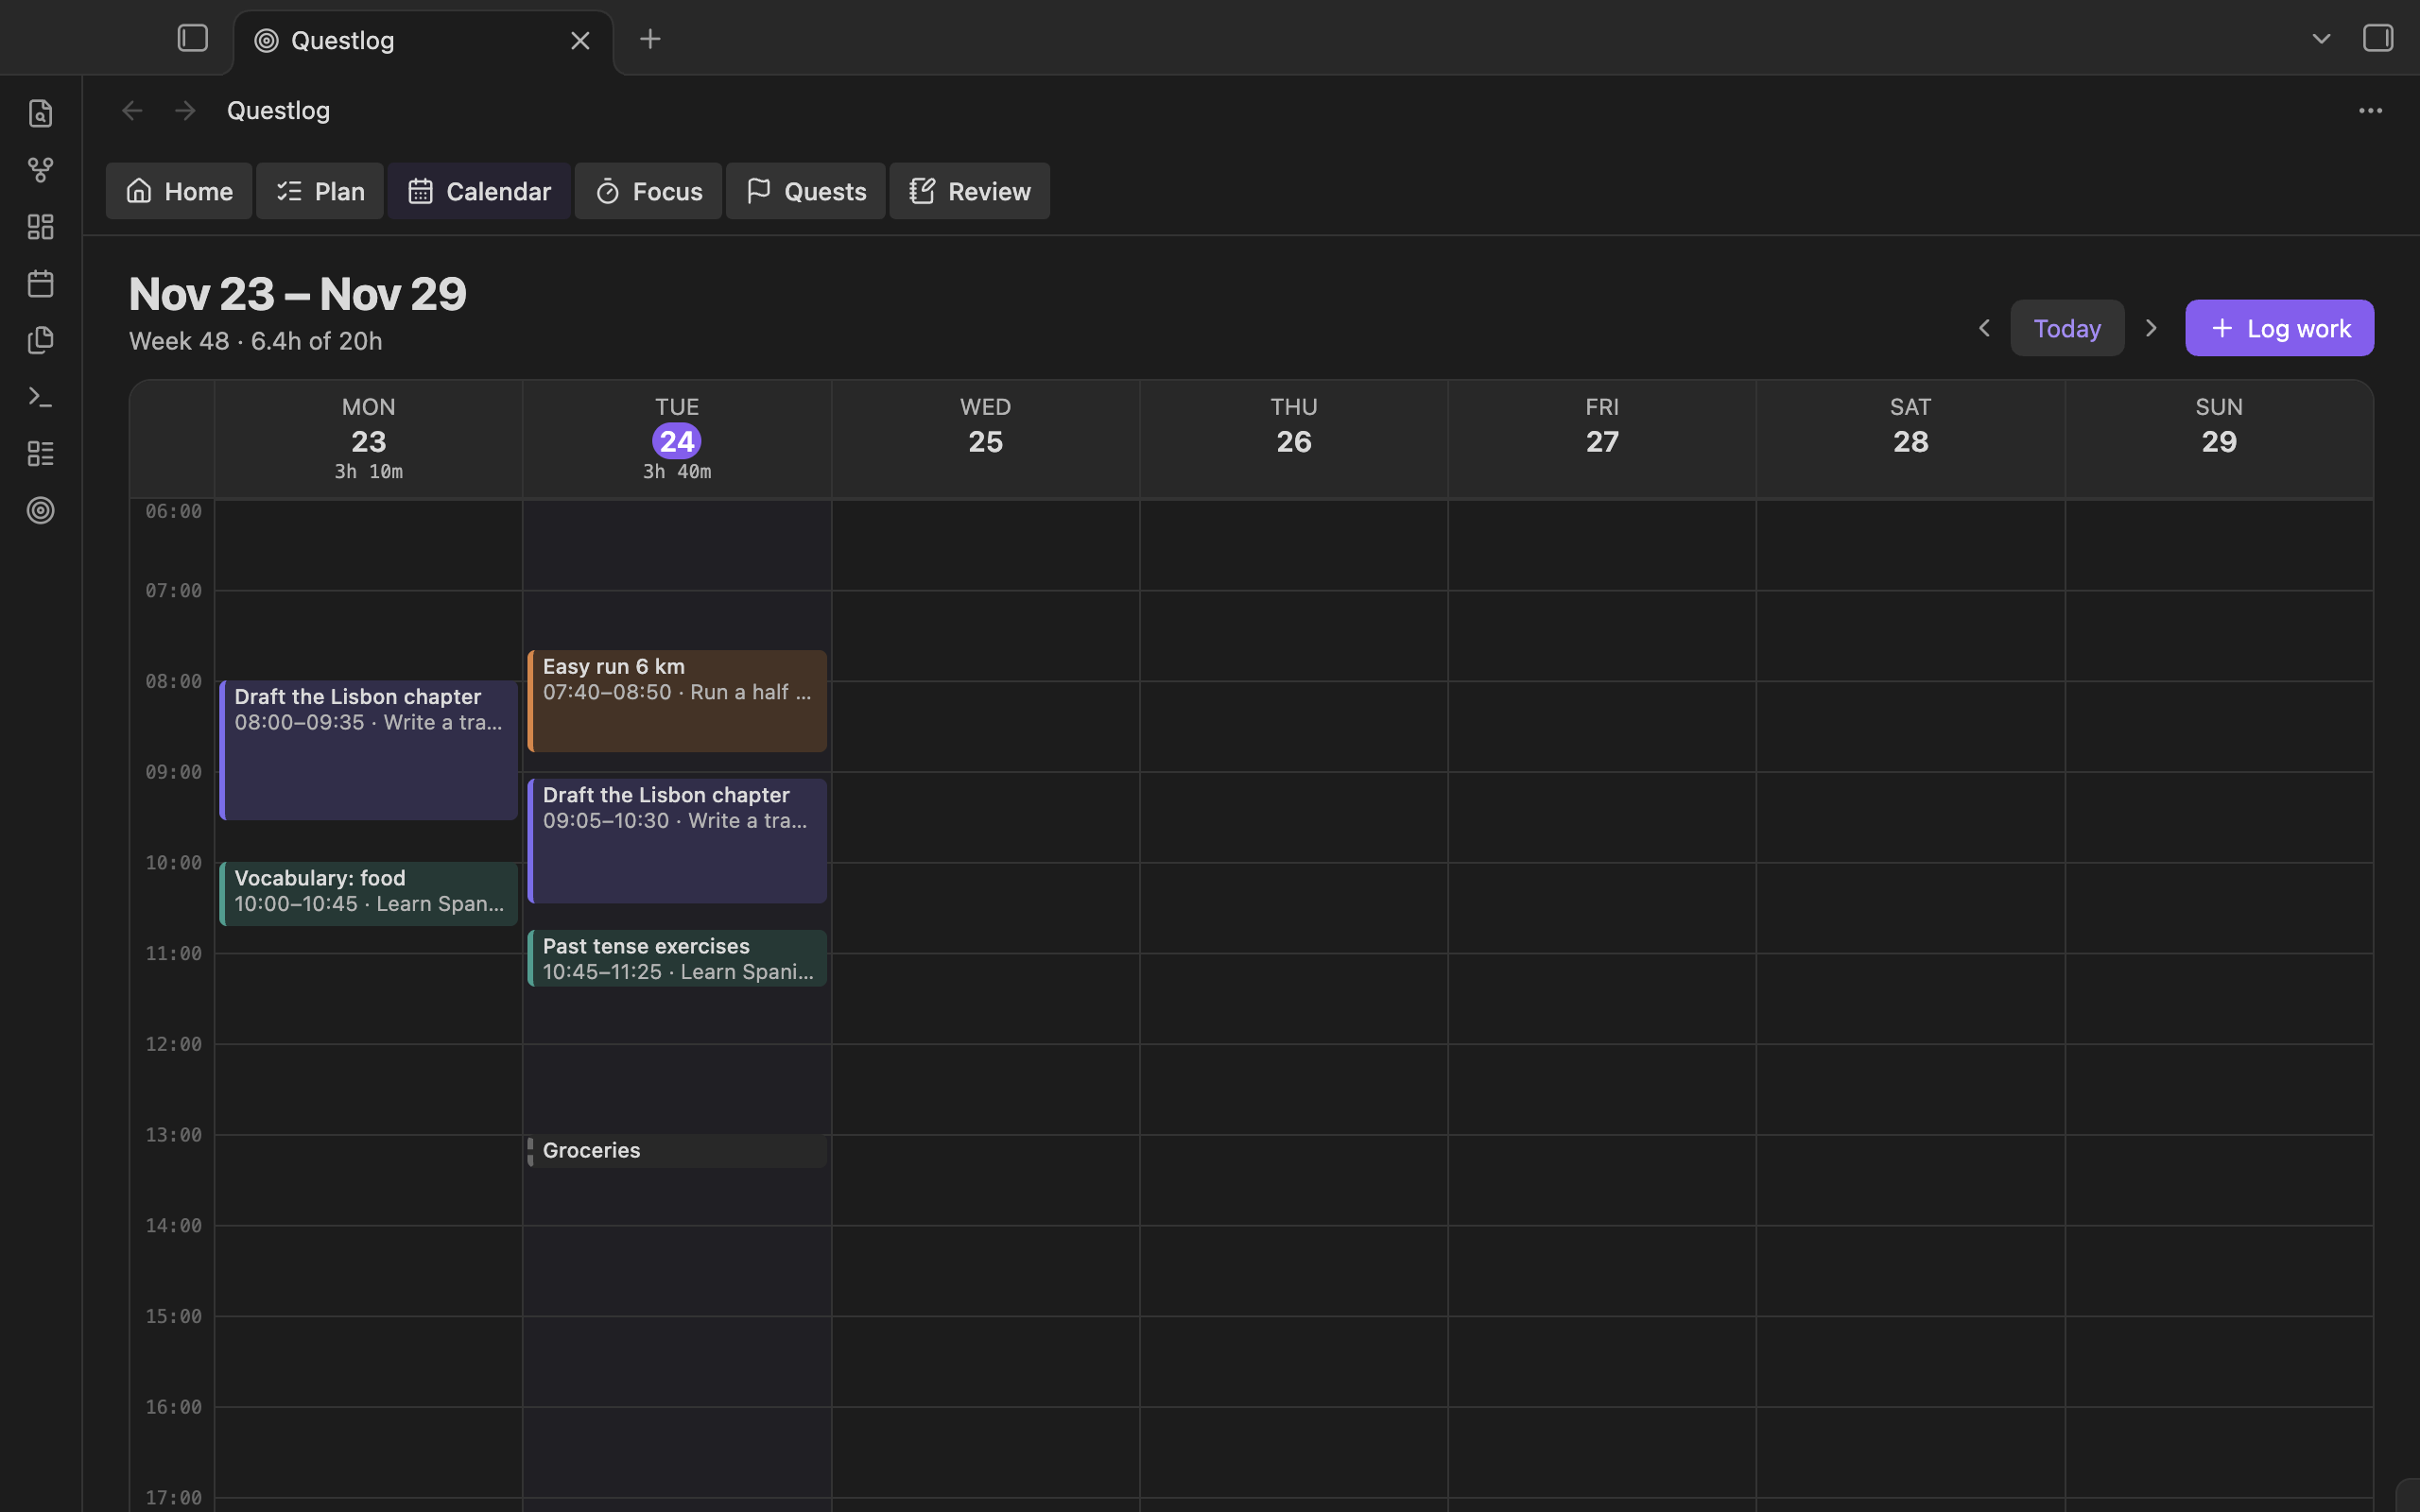 Questlog
Questlog
Home
Plan
Calendar
Focus
Quests
Review
Nov 23 – Nov 29
Week 48 · 6.4h of 20h
Today
Log work
MON
23
3h 10m
TUE
24
3h 40m
WED
25
THU
26
FRI
27
SAT
28
SUN
29
06:00
07:00
08:00
09:00
10:00
11:00
12:00
13:00
14:00
15:00
16:00
17:00
Draft the Lisbon chapter
08:00–09:35 · Write a tra...
Vocabulary: food
10:00–10:45 · Learn Span...
Easy run 6 km
07:40–08:50 · Run a half ...
Draft the Lisbon chapter
09:05–10:30 · Write a tra...
Past tense exercises
10:45–11:25 · Learn Spani...
Groceries